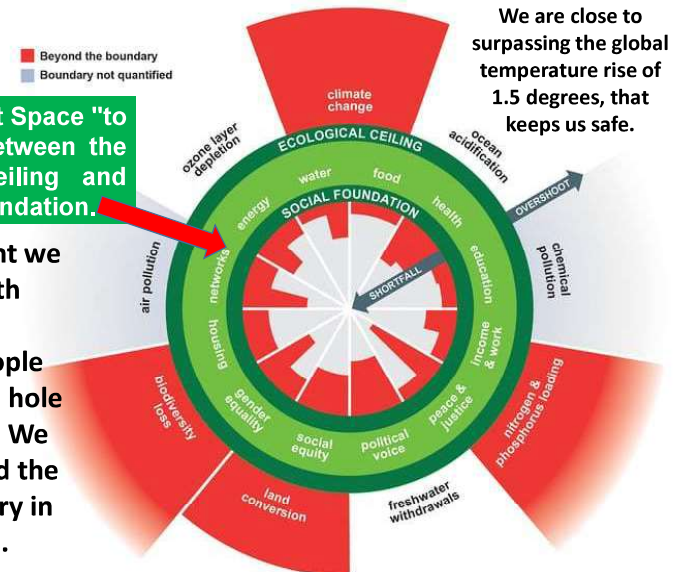 We are close to
surpassing the global
temperature rise of
1.5 degrees, that
keeps us safe.
Beyond the boundary
Boundary not quantified
t Space "to
etween the
eiling and
ndation.
nt we
th
ople
hole
We
d the
ry in
.
ECOLOGICAL CEILING
climate
change
ocean
acidification
chemical
pollution
nitrogen &
phosphorus loading
freshwater
withdrawals
land
conversion
biodiversity
loss
air pollution
ozone layer
depletion
OVERSHOOT
SOCIAL FOUNDATION
water
food
health
education
income
& work
peace &
justice
political
voice
social
equity
gender
equality
housing
networks
energy
SHORTFALL